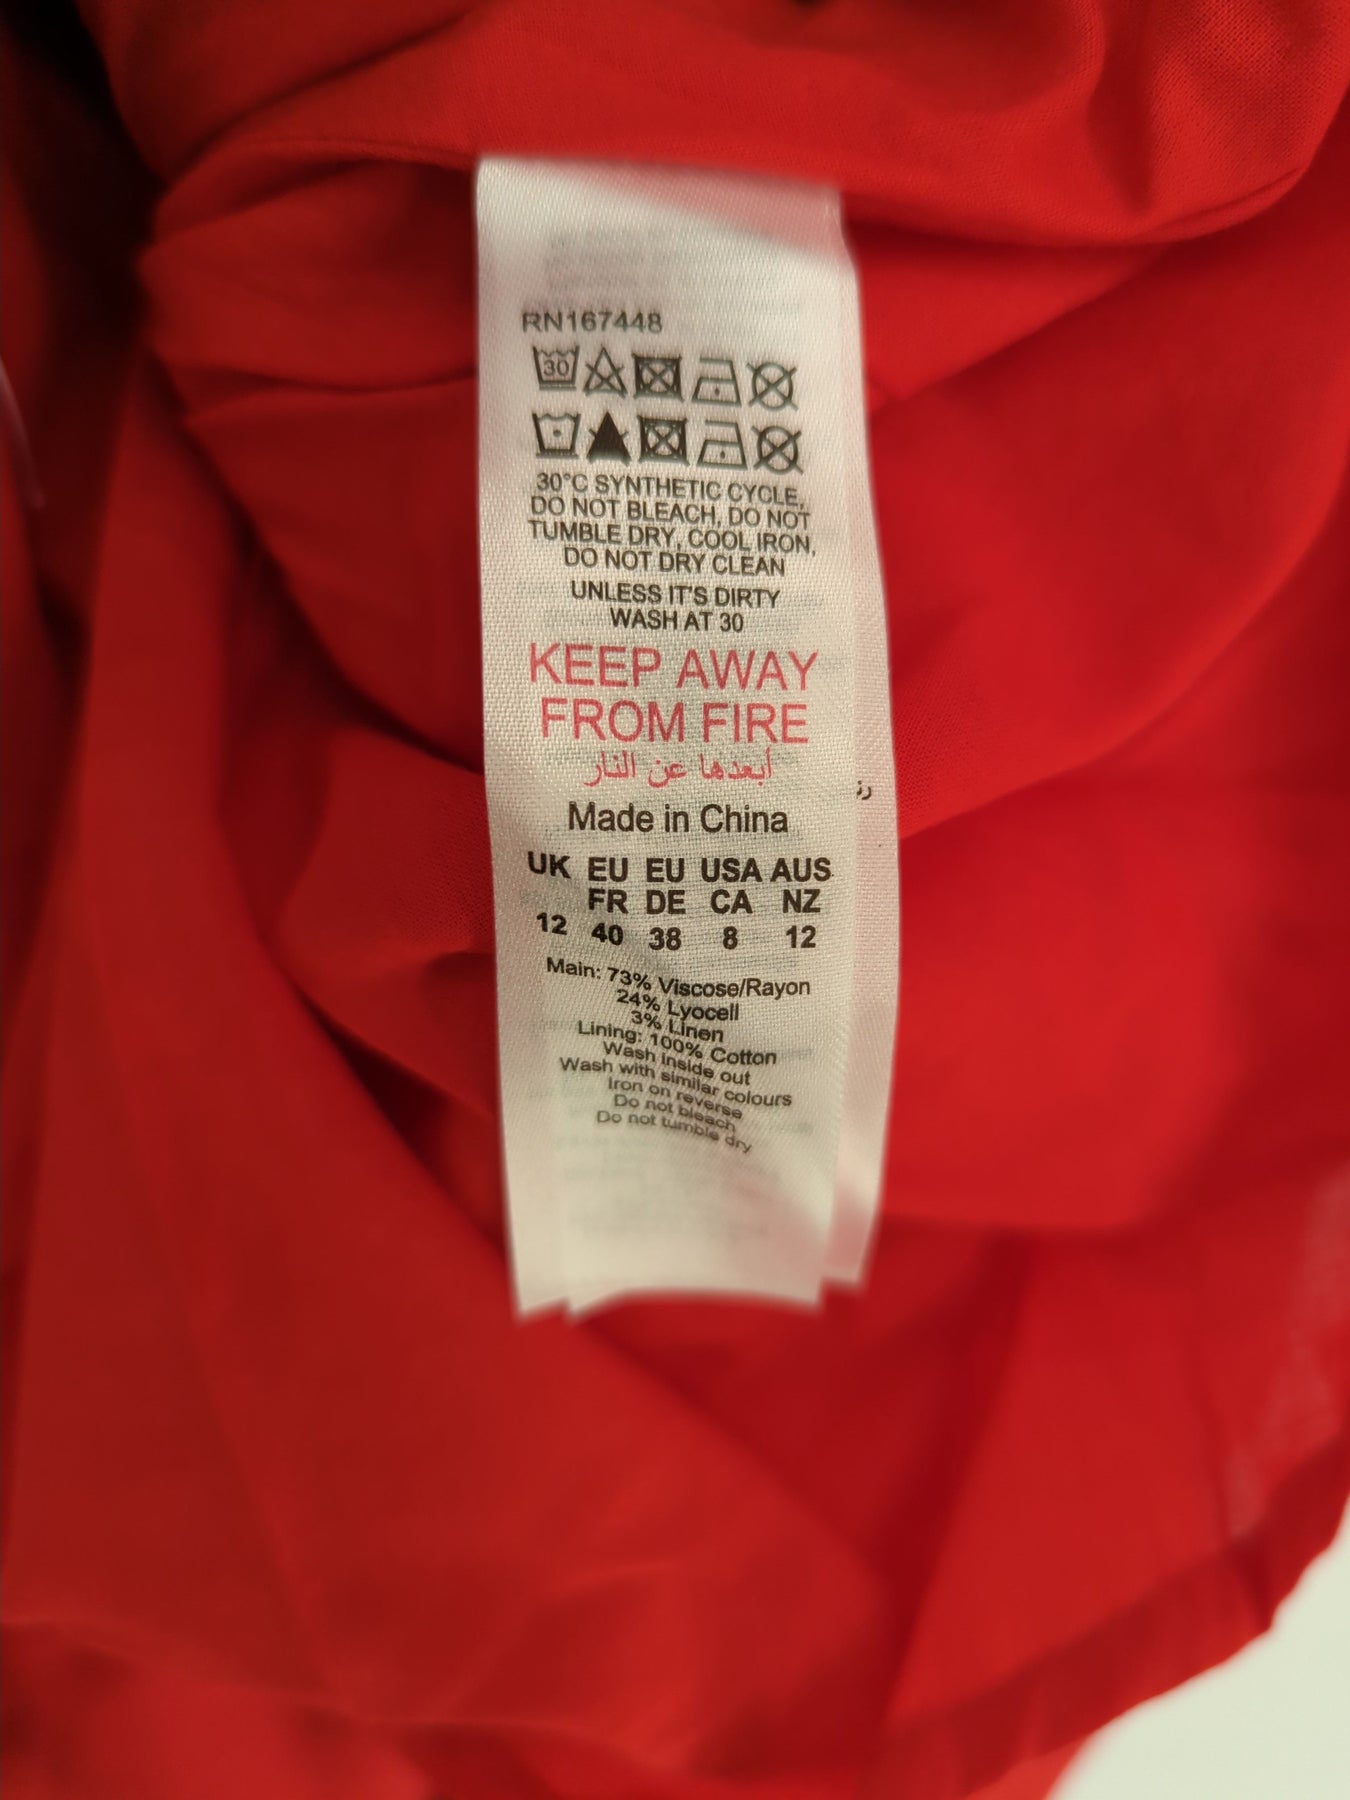 RN167448
30
30°C SYNTHETIC CYCLE,
DO NOT BLEACH, DO NOT
TUMBLE DRY, COOL IRON,
DO NOT DRY CLEAN
UNLESS IT'S DIRTY
WASH AT 30
KEEP AWAY
FROM FIRE
أبعدها عن النار
Made in China
UK EU EU USA AUS
FR DE CA NZ
12 40 38 8 12
Main: 73% Viscose/Rayon
24% Lyocell
3% Linen
Lining: 100% Cotton
Wash inside out
Wash with similar colours
Iron on reverse
Do not bleach
Do not tumble dry